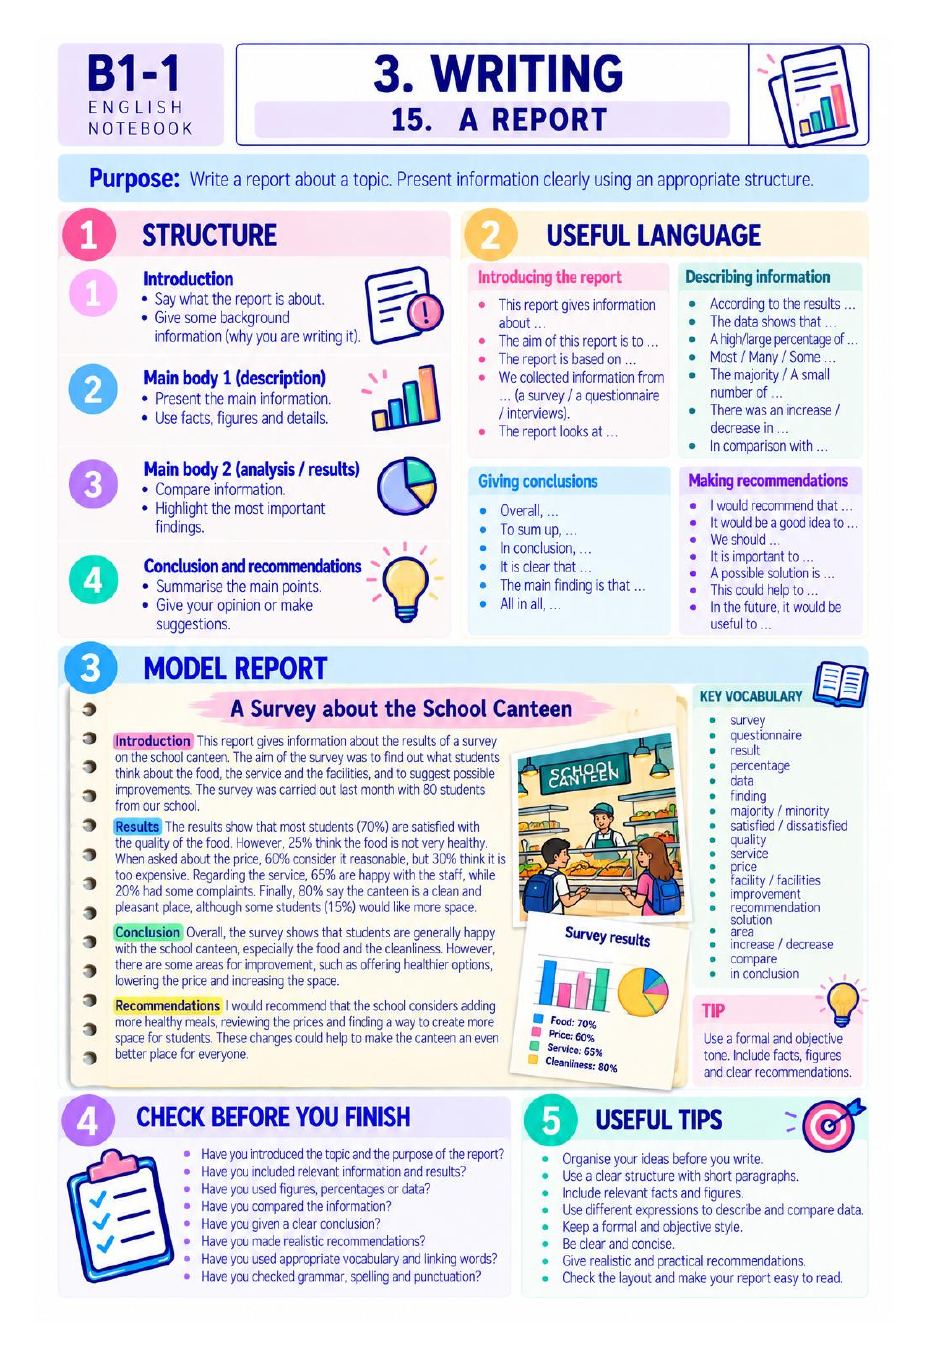 B1-1
ENGLISH
NOTEBOOK
3. WRITING
15. A REPORT
Purpose: Write a report about a topic. Present information clearly using an appropriate structure.
1 STRUCTURE
1
Introduction
• Say what the report is about.
• Give some background
information (why you are writing it).
2
Main body 1 (description)
• Present the main information.
• Use facts, figures and details.
3
Main body 2 (analysis / results)
• Compare information.
• Highlight the most important
findings.
4
Conclusion and recommendations
• Summarise the main points.
• Give your opinion or make
suggestions.
2 USEFUL LANGUAGE
Introducing the report
• This report gives information
about ...
• The aim of this report is to ...
• The report is based on ...
• We collected information from
... (a survey / a questionnaire
/ interviews).
• The report looks at ...
Describing information
• According to the results ...
• The data shows that ...
• A high/large percentage of ...
• Most / Many / Some ...
• The majority / A small
number of ...
• There was an increase /
decrease in ...
• In comparison with ...
Giving conclusions
• Overall, ...
• To sum up, ...
• In conclusion, ...
• It is clear that ...
• The main finding is that ...
• All in all, ...
Making recommendations
• I would recommend that ...
• It would be a good idea to ...
• We should ...
• It is important to ...
• A possible solution is ...
• This could help to ...
• In the future, it would be
useful to ...
3 MODEL REPORT
A Survey about the School Canteen
Introduction This report gives information about the results of a survey
on the school canteen. The aim of the survey was to find out what students
think about the food, the service and the facilities, and to suggest possible
improvements. The survey was carried out last month with 80 students
from our school.
Results The results show that most students (70%) are satisfied with
the quality of the food. However, 25% think the food is not very healthy.
When asked about the price, 60% consider it reasonable, but 30% think it is
too expensive. Regarding the service, 65% are happy with the staff, while
20% had some complaints. Finally, 80% say the canteen is a clean and
pleasant place, although some students (15%) would like more space.
Conclusion Overall, the survey shows that students are generally happy
with the school canteen, especially the food and the cleanliness. However,
there are some areas for improvement, such as offering healthier options,
lowering the price and increasing the space.
Recommendations I would recommend that the school considers adding
more healthy meals, reviewing the prices and finding a way to create more
space for students. These changes could help to make the canteen an even
better place for everyone.
SCHOOL
CANTEEN
Survey results
Food: 70%
Price: 60%
Service: 65%
Cleanliness: 80%
KEY VOCABULARY
• survey
• questionnaire
• result
• percentage
• data
• finding
• majority / minority
• satisfied / dissatisfied
• quality
• service
• price
• facility / facilities
• improvement
• recommendation
solution
• area
• increase / decrease
• compare
• in conclusion
TIP
Use a formal and objective
tone. Include facts, figures
and clear recommendations.
4 CHECK BEFORE YOU FINISH
• Have you introduced the topic and the purpose of the report?
• Have you included relevant information and results?
• Have you used figures, percentages or data?
• Have you compared the information?
• Have you given a clear conclusion?
• Have you made realistic recommendations?
• Have you used appropriate vocabulary and linking words?
• Have you checked grammar, spelling and punctuation?
5 USEFUL TIPS
• Organise your ideas before you write.
• Use a clear structure with short paragraphs.
• Include relevant facts and figures.
• Use different expressions to describe and compare data.
• Keep a formal and objective style.
• Be clear and concise.
• Give realistic and practical recommendations.
• Check the layout and make your report easy to read.